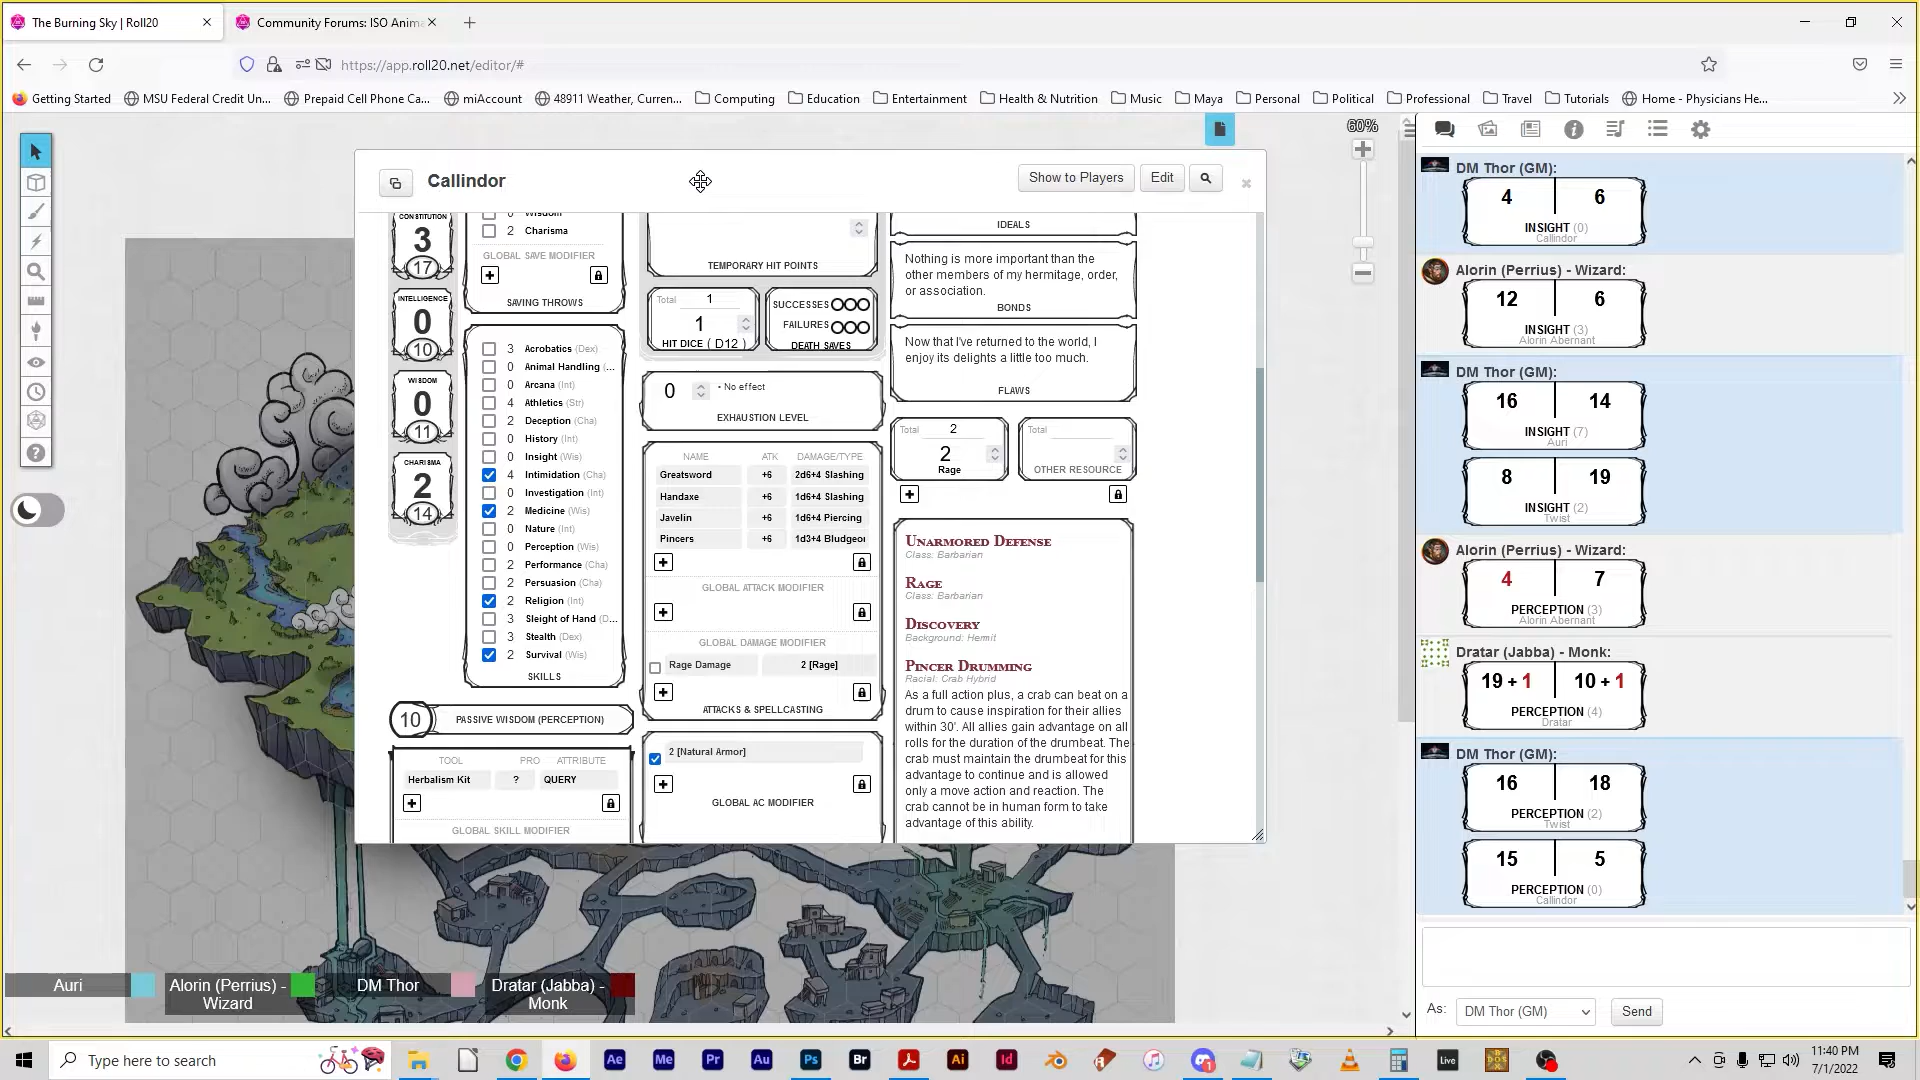 The Burning Sky | Roll20
Community Forums: ISO Anim
https://app.roll20.net/editor/#
Getting Started
MSU Federal Credit Un...
Prepaid Cell Phone Ca...
miAccount
48911 Weather, Curren...
Computing
Education
Entertainment
Health & Nutrition
Music
Maya
Personal
Political
Professional
Travel
Tutorials
Home - Physicians He...
60%
Callindor
Show to Players
Edit
CONSTITUTION
3
17
INTELLIGENCE
0
10
WISDOM
0
11
CHARISMA
2
14
0 Wisdom
2 Charisma
GLOBAL SAVE MODIFIER
SAVING THROWS
3 Acrobatics (Dex)
0 Animal Handling (...
0 Arcana (Int)
4 Athletics (Str)
2 Deception (Cha)
0 History (Int)
0 Insight (Wis)
4 Intimidation (Cha)
0 Investigation (Int)
2 Medicine (Wis)
0 Nature (Int)
0 Perception (Wis)
2 Performance (Cha)
2 Persuasion (Cha)
2 Religion (Int)
3 Sleight of Hand (D...
3 Stealth (Dex)
2 Survival (Wis)
SKILLS
10 PASSIVE WISDOM (PERCEPTION)
TOOL PRO ATTRIBUTE
Herbalism Kit ? QUERY
GLOBAL SKILL MODIFIER
TEMPORARY HIT POINTS
Total 1
1
HIT DICE ( D12 )
SUCCESSES
FAILURES
DEATH SAVES
0 • No effect
EXHAUSTION LEVEL
NAME ATK DAMAGE/TYPE
Greatsword +6 2d6+4 Slashing
Handaxe +6 1d6+4 Slashing
Javelin +6 1d6+4 Piercing
Pincers +6 1d3+4 Bludgeoi
GLOBAL ATTACK MODIFIER
GLOBAL DAMAGE MODIFIER
Rage Damage 2 [Rage]
ATTACKS & SPELLCASTING
2 [Natural Armor]
GLOBAL AC MODIFIER
IDEALS
Nothing is more important than the
other members of my hermitage, order,
or association.
BONDS
Now that I've returned to the world, I
enjoy its delights a little too much.
FLAWS
Total 2
2
Rage
Total
OTHER RESOURCE
UNARMORED DEFENSE
Class: Barbarian
RAGE
Class: Barbarian
DISCOVERY
Background: Hermit
PINCER DRUMMING
Racial: Crab Hybrid
As a full action plus, a crab can beat on a
drum to cause inspiration for their allies
within 30'. All allies gain advantage on all
rolls for the duration of the drumbeat. The
crab must maintain the drumbeat for this
advantage to continue and is allowed
only a move action and reaction. The
crab cannot be in human form to take
advantage of this ability.
DM Thor (GM):
4 6
INSIGHT (0)
Callindor
Alorin (Perrius) - Wizard:
12 6
INSIGHT (3)
Alorin Abernant
DM Thor (GM):
16 14
INSIGHT (7)
Auri
8 19
INSIGHT (2)
Twist
Alorin (Perrius) - Wizard:
4 7
PERCEPTION (3)
Alorin Abernant
Dratar (Jabba) - Monk:
19 + 1 10 + 1
PERCEPTION (4)
Dratar
DM Thor (GM):
16 18
PERCEPTION (2)
Twist
15 5
PERCEPTION (0)
Callindor
As: DM Thor (GM)
Send
Auri
Alorin (Perrius) -
Wizard
DM Thor
Dratar (Jabba) -
Monk
Type here to search
Ae
Me
Pr
Au
Ps
Br
Ai
Id
Live
11:40 PM
7/1/2022